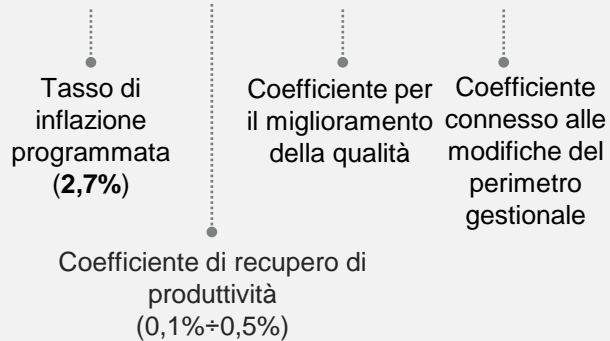 Tasso di
inflazione
programmata
(2,7%)
Coefficiente di recupero di
produttività
(0,1%÷0,5%)
Coefficiente per
il miglioramento
della qualità
Coefficiente
connesso alle
modifiche del
perimetro
gestionale